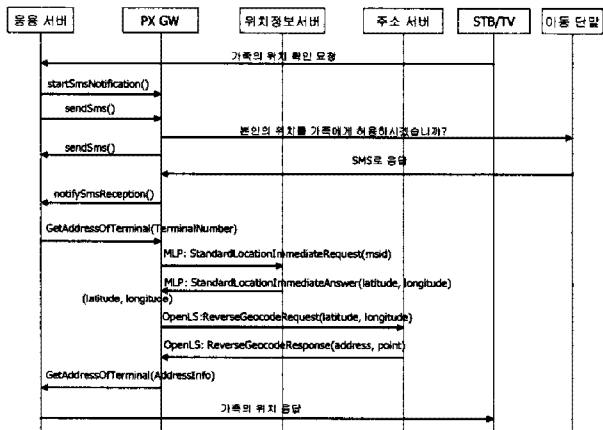 응용 서버
PX GW
위치정보서버
주소 서버
STB/TV
이동 단말
가족의 위치 확인 요청
startSmsNotification()
sendSms()
본인의 위치를 가족에게 허용하시겠습니까?
sendSms()
SMS로 응답
notifySmsReception()
GetAddressOfTerminal(TerminalNumber)
MLP: StandardLocationImmediateRequest(msid)
MLP: StandardLocationImmediateAnswer(latitude, longitude)
(latitude, longitude)
OpenLS:ReverseGeocodeRequest(latitude, longitude)
OpenLS: ReverseGeocodeResponse(address, point)
GetAddressOfTerminal(AddressInfo)
가족의 위치 응답